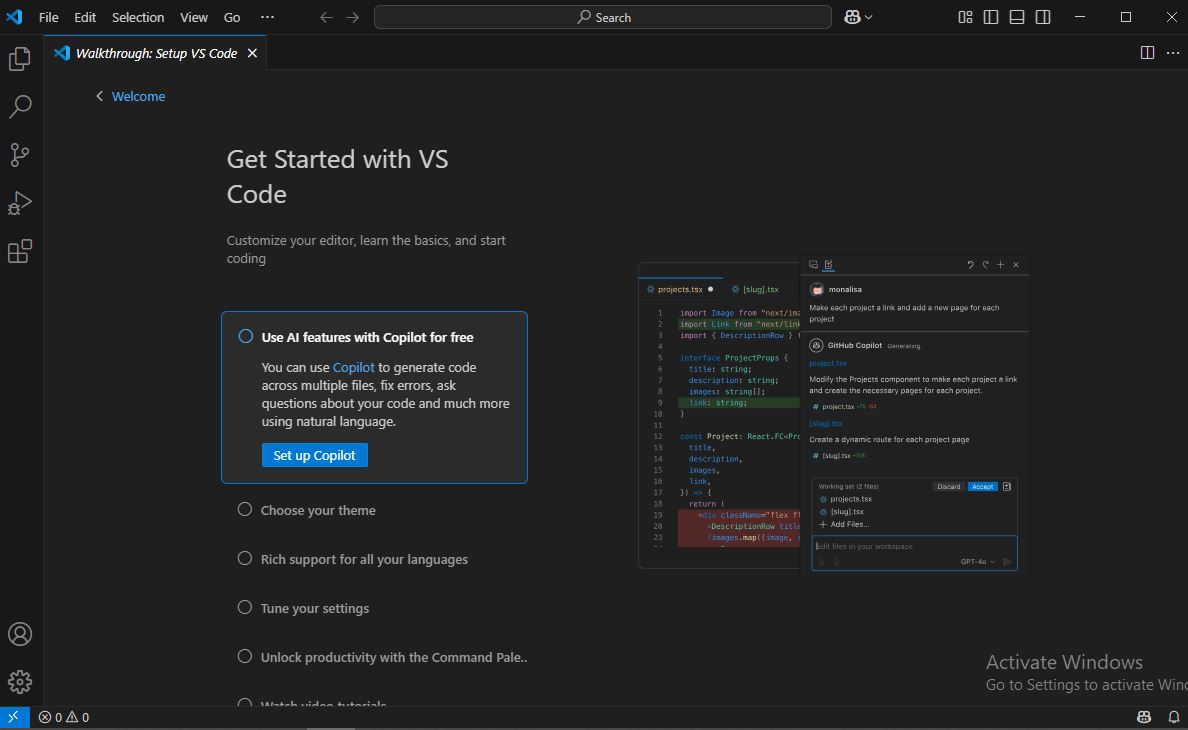 File Edit Selection View Go ··· Search
Walkthrough: Setup VS Code
Welcome
Get Started with VS
Code
Customize your editor, learn the basics, and start
coding
Use AI features with Copilot for free
You can use Copilot to generate code
across multiple files, fix errors, ask
questions about your code and much more
using natural language.
Set up Copilot
Choose your theme
Rich support for all your languages
Tune your settings
Unlock productivity with the Command Pale..
Watch video tutorials
projects.tsx [slug].tsx
1 import Image from "next/ima
2 import Link from "next/link
3 import { DescriptionRow }
4
5 interface ProjectProps {
6 title: string;
7 description: string;
8 images: string[];
9 link: string;
10 }
11
12 const Project: React.FC<Pro
13 title,
14 description,
15 images,
16 link,
17 }) => {
18 return (
19 <div className="flex fl
20 <DescriptionRow title
23 {images.map((image,
monalisa
Make each project a link and add a new page for each
project
GitHub Copilot Generating.
project.tsx
Modify the Projects component to make each project a link
and create the necessary pages for each project.
# project.tsx +75 -53
[slug].tsx
Create a dynamic route for each project page
# [slug].tsx +108
Working set (2 files) Discard Accept
projects.tsx
[slug].tsx
+ Add Files...
Edit files in your workspace
GPT-4o
Activate Windows
Go to Settings to activate Win
0 0